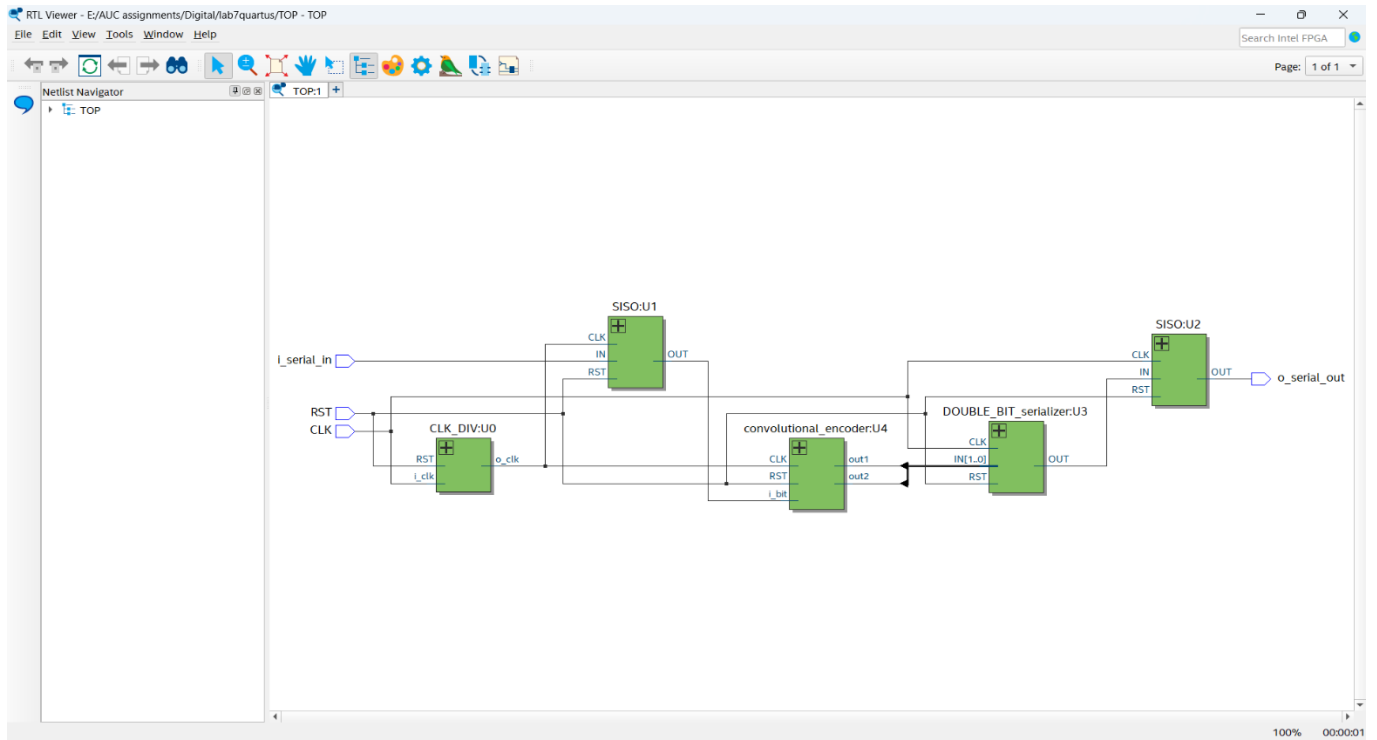 RTL Viewer - E:/AUC assignments/Digital/lab7quartus/TOP - TOP
File Edit View Tools Window Help
Search Intel FPGA
Page: 1 of 1
Netlist Navigator
TOP:1
TOP
SISO:U1
CLK
IN
RST
OUT
SISO:U2
CLK
IN
RST
OUT
i_serial_in
o_serial_out
RST
CLK
CLK_DIV:U0
RST
i_clk
o_clk
convolutional_encoder:U4
CLK
RST
i_bit
out1
out2
DOUBLE_BIT_serializer:U3
CLK
IN[1..0]
RST
OUT
100% 00:00:01